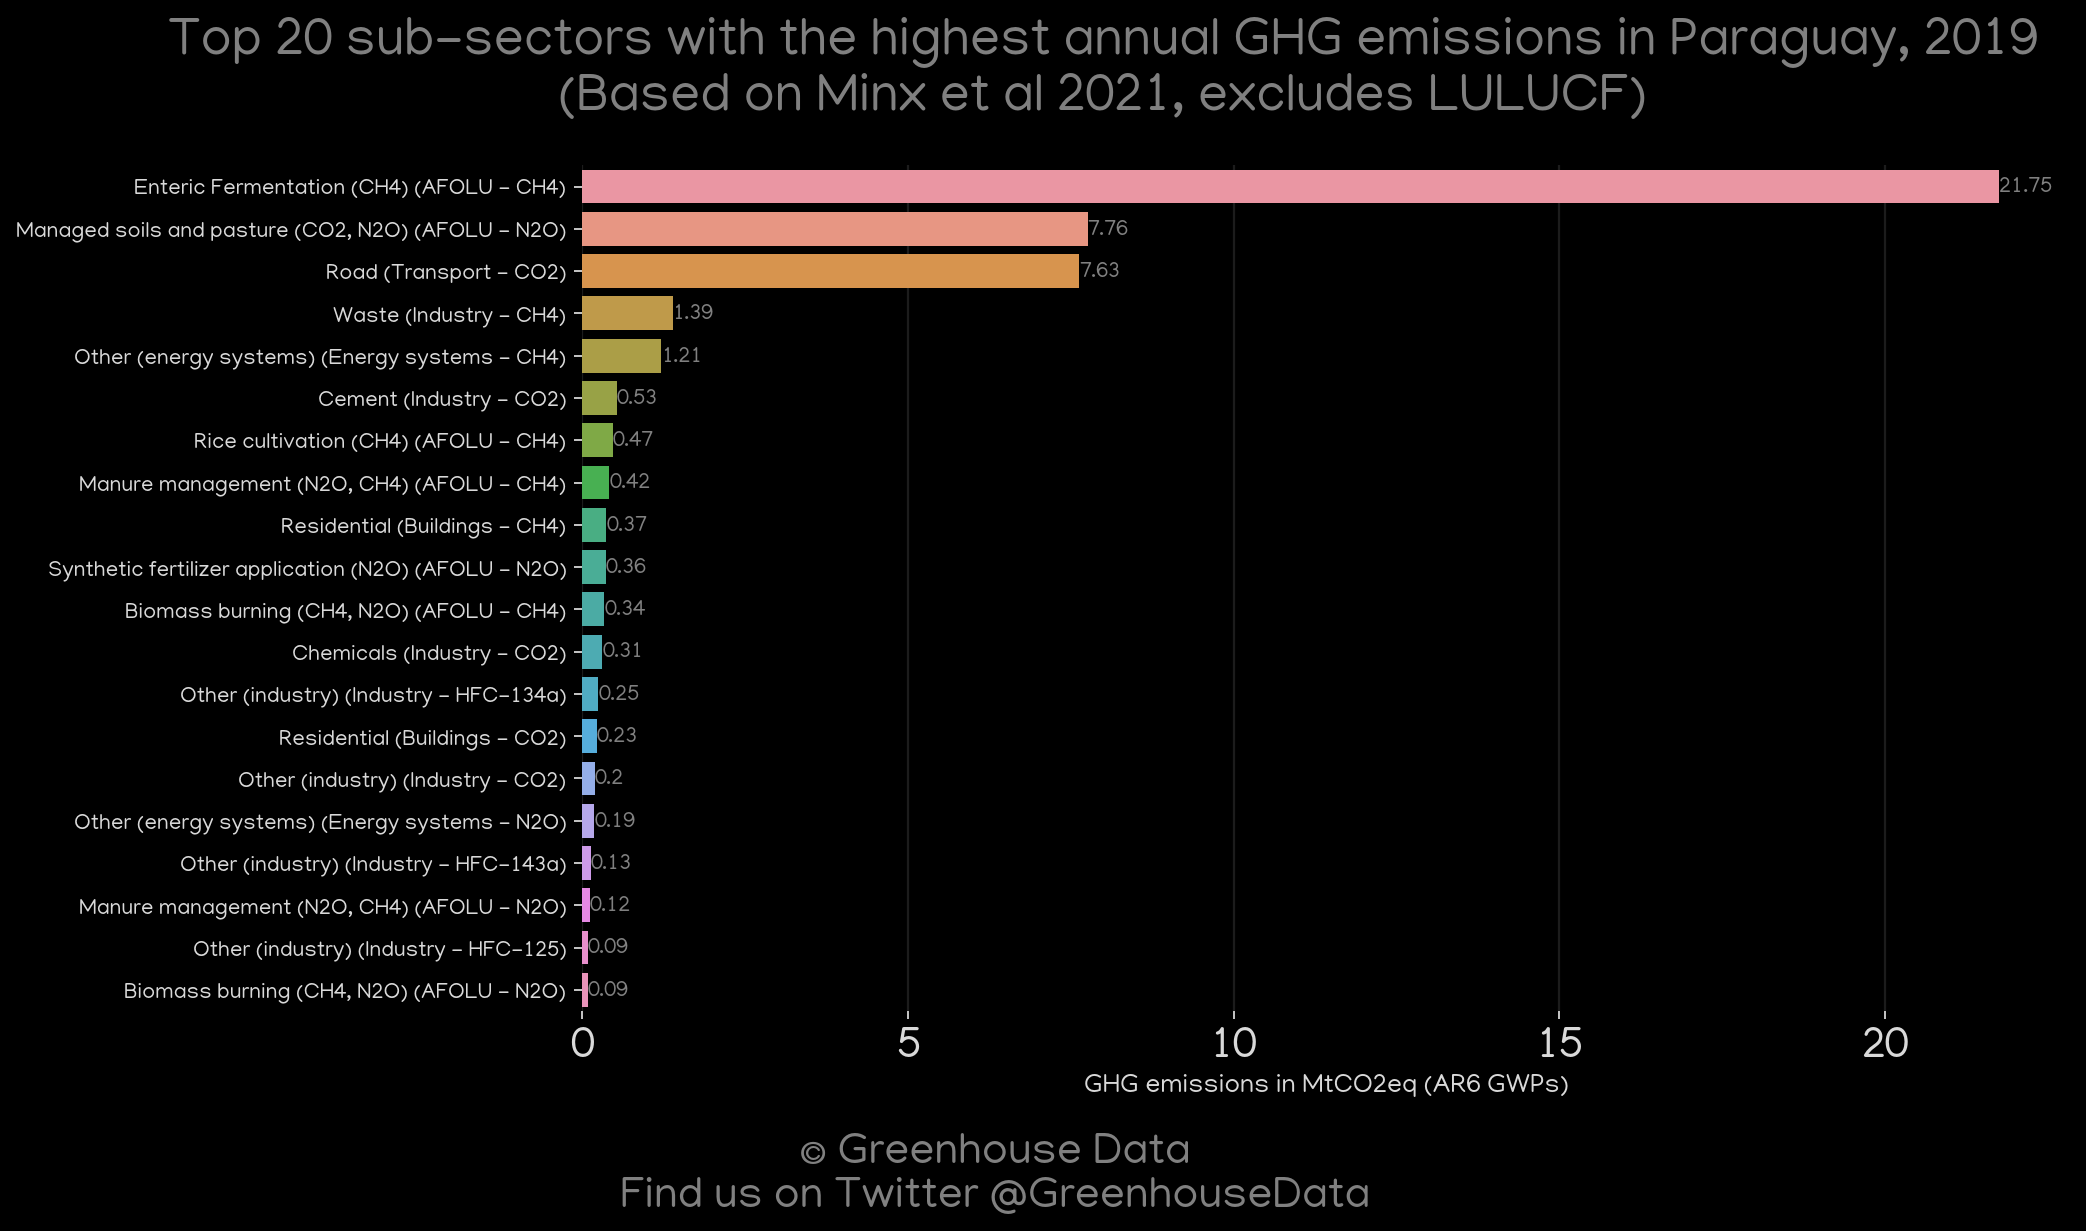 Top 20 sub-sectors with the highest annual GHG emissions in Paraguay, 2019
(Based on Minx et al 2021, excludes LULUCF)
Enteric Fermentation (CH4) (AFOLU - CH4) 21.75
Managed soils and pasture (CO2, N2O) (AFOLU - N2O) 7.76
Road (Transport - CO2) 7.63
Waste (Industry - CH4) 1.39
Other (energy systems) (Energy systems - CH4) 1.21
Cement (Industry - CO2) 0.53
Rice cultivation (CH4) (AFOLU - CH4) 0.47
Manure management (N2O, CH4) (AFOLU - CH4) 0.42
Residential (Buildings - CH4) 0.37
Synthetic fertilizer application (N2O) (AFOLU - N2O) 0.36
Biomass burning (CH4, N2O) (AFOLU - CH4) 0.34
Chemicals (Industry - CO2) 0.31
Other (industry) (Industry - HFC-134a) 0.25
Residential (Buildings - CO2) 0.23
Other (industry) (Industry - CO2) 0.2
Other (energy systems) (Energy systems - N2O) 0.19
Other (industry) (Industry - HFC-143a) 0.13
Manure management (N2O, CH4) (AFOLU - N2O) 0.12
Other (industry) (Industry - HFC-125) 0.09
Biomass burning (CH4, N2O) (AFOLU - N2O) 0.09
0 5 10 15 20
GHG emissions in MtCO2eq (AR6 GWPs)
© Greenhouse Data
Find us on Twitter @GreenhouseData